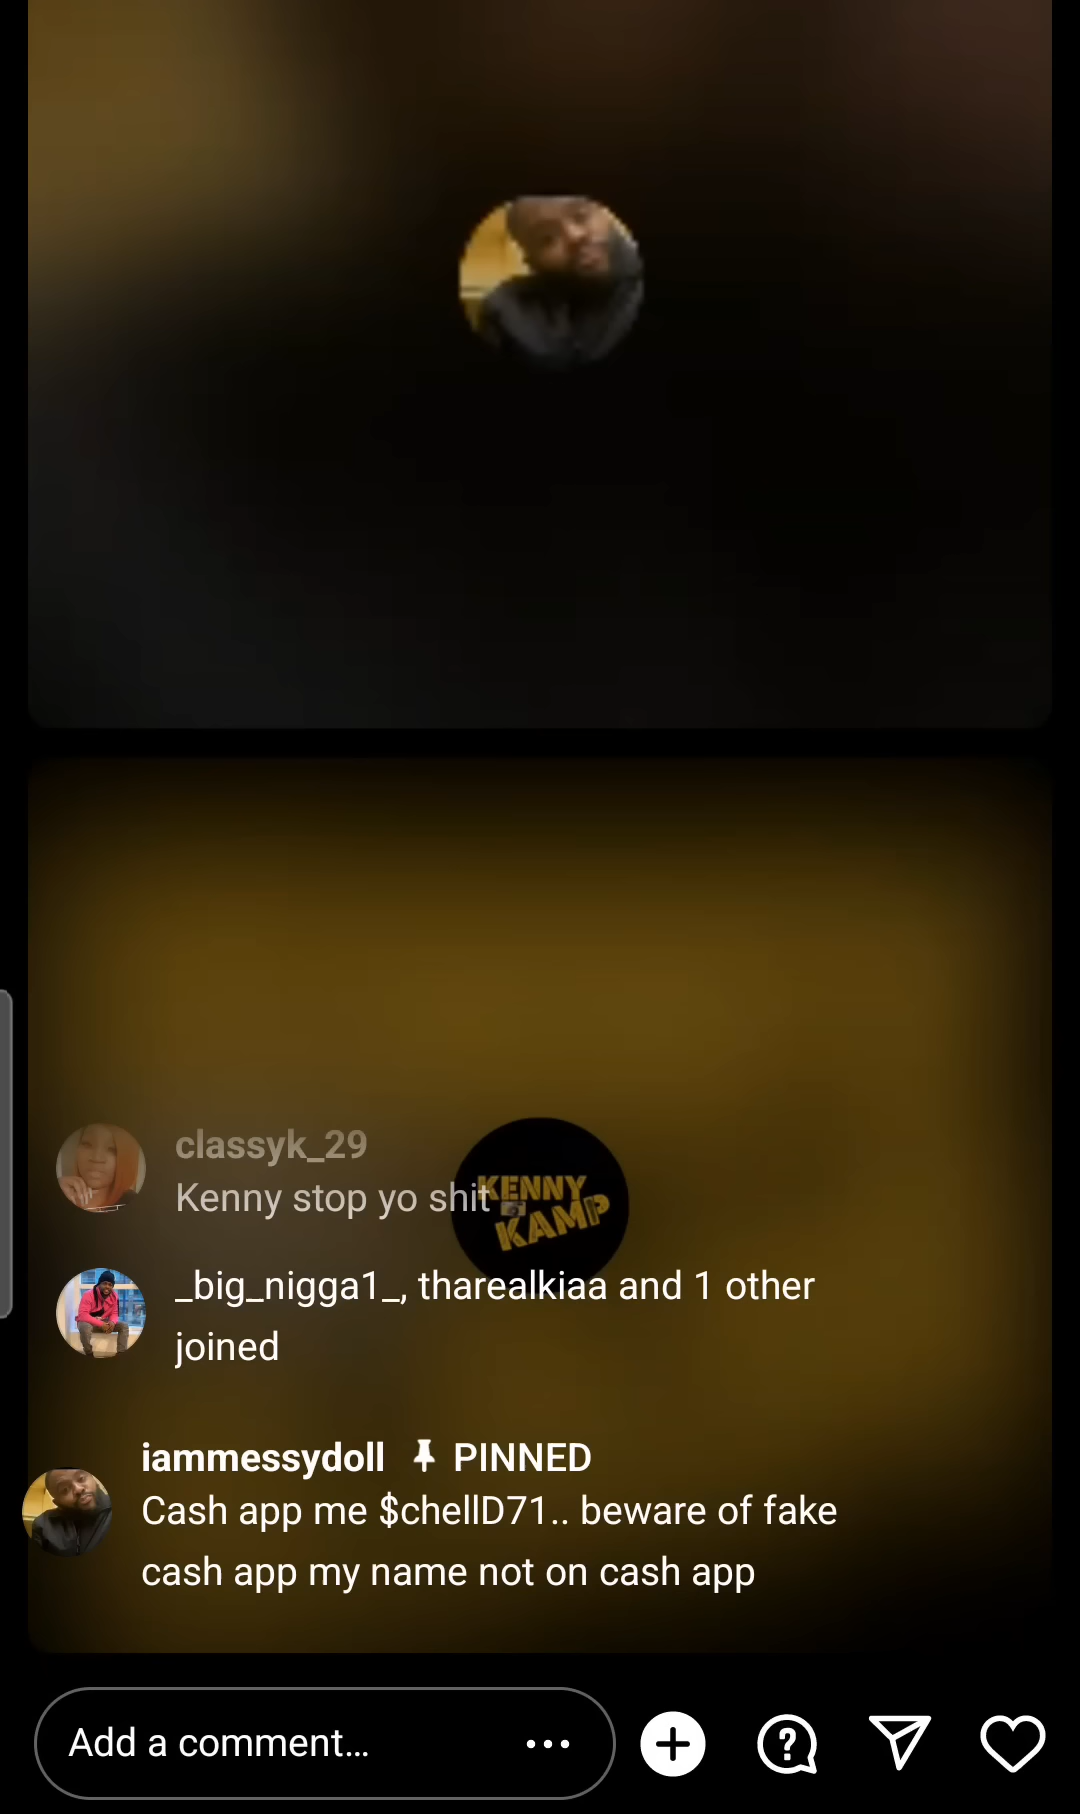 classyk_29
Kenny stop yo shit
KENNY
KAMP
_big_nigga1_, tharealkiaa and 1 other
joined
iammessydoll PINNED
Cash app me $chellD71.. beware of fake
cash app my name not on cash app
Add a comment...